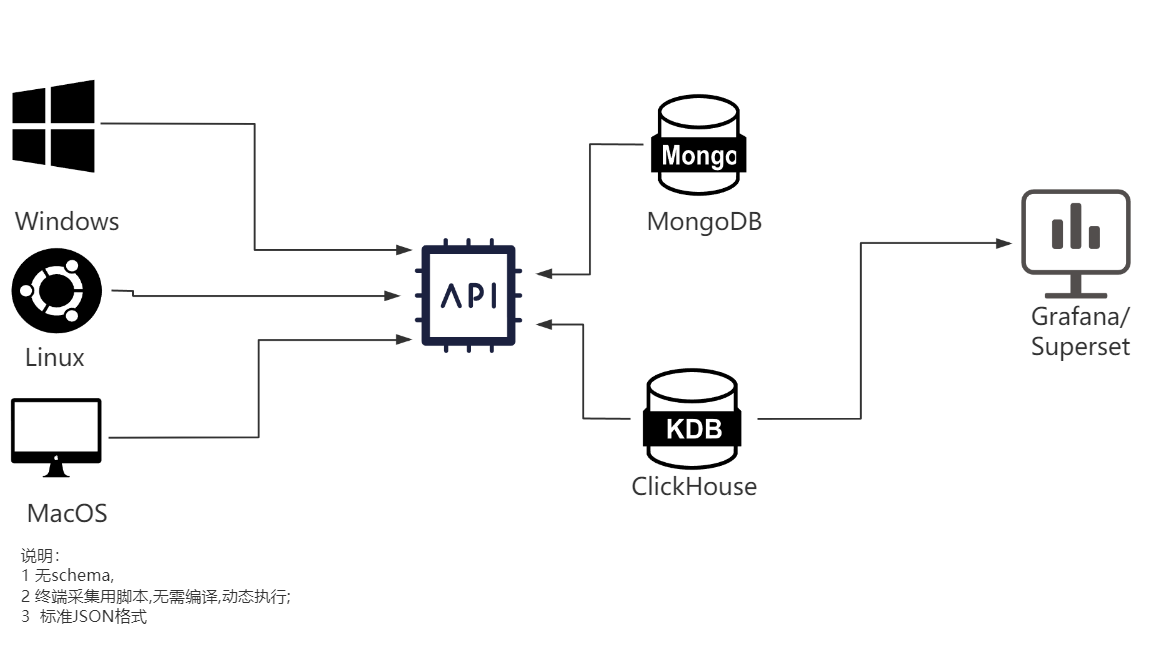 Windows
Linux
MacOS
API
Mongo
MongoDB
KDB
ClickHouse
Grafana/
Superset
说明：
1 无schema,
2 终端采集用脚本,无需编译,动态执行;
3 标准JSON格式